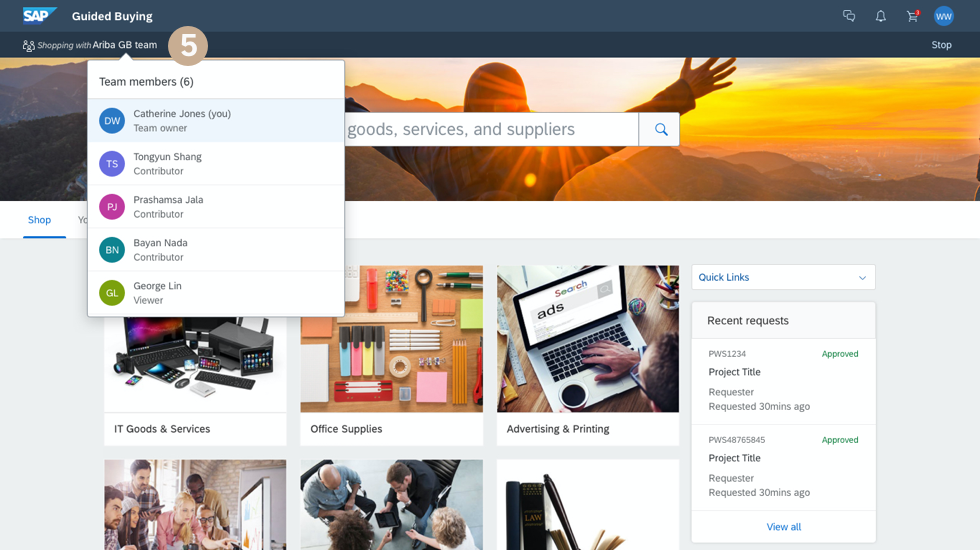 SAP Guided Buying
3
WW
Shopping with Ariba GB team
5
Stop
Team members (6)
DW
Catherine Jones (you)
Team owner
TS
Tongyun Shang
Contributor
PJ
Prashamsa Jala
Contributor
BN
Bayan Nada
Contributor
GL
George Lin
Viewer
goods, services, and suppliers
Shop
Yo
Search
ads
Quick Links
Recent requests
PWS1234
Approved
Project Title
Requester
Requested 30mins ago
PWS48765845
Approved
Project Title
Requester
Requested 30mins ago
View all
IT Goods & Services
Office Supplies
Advertising & Printing
LAW